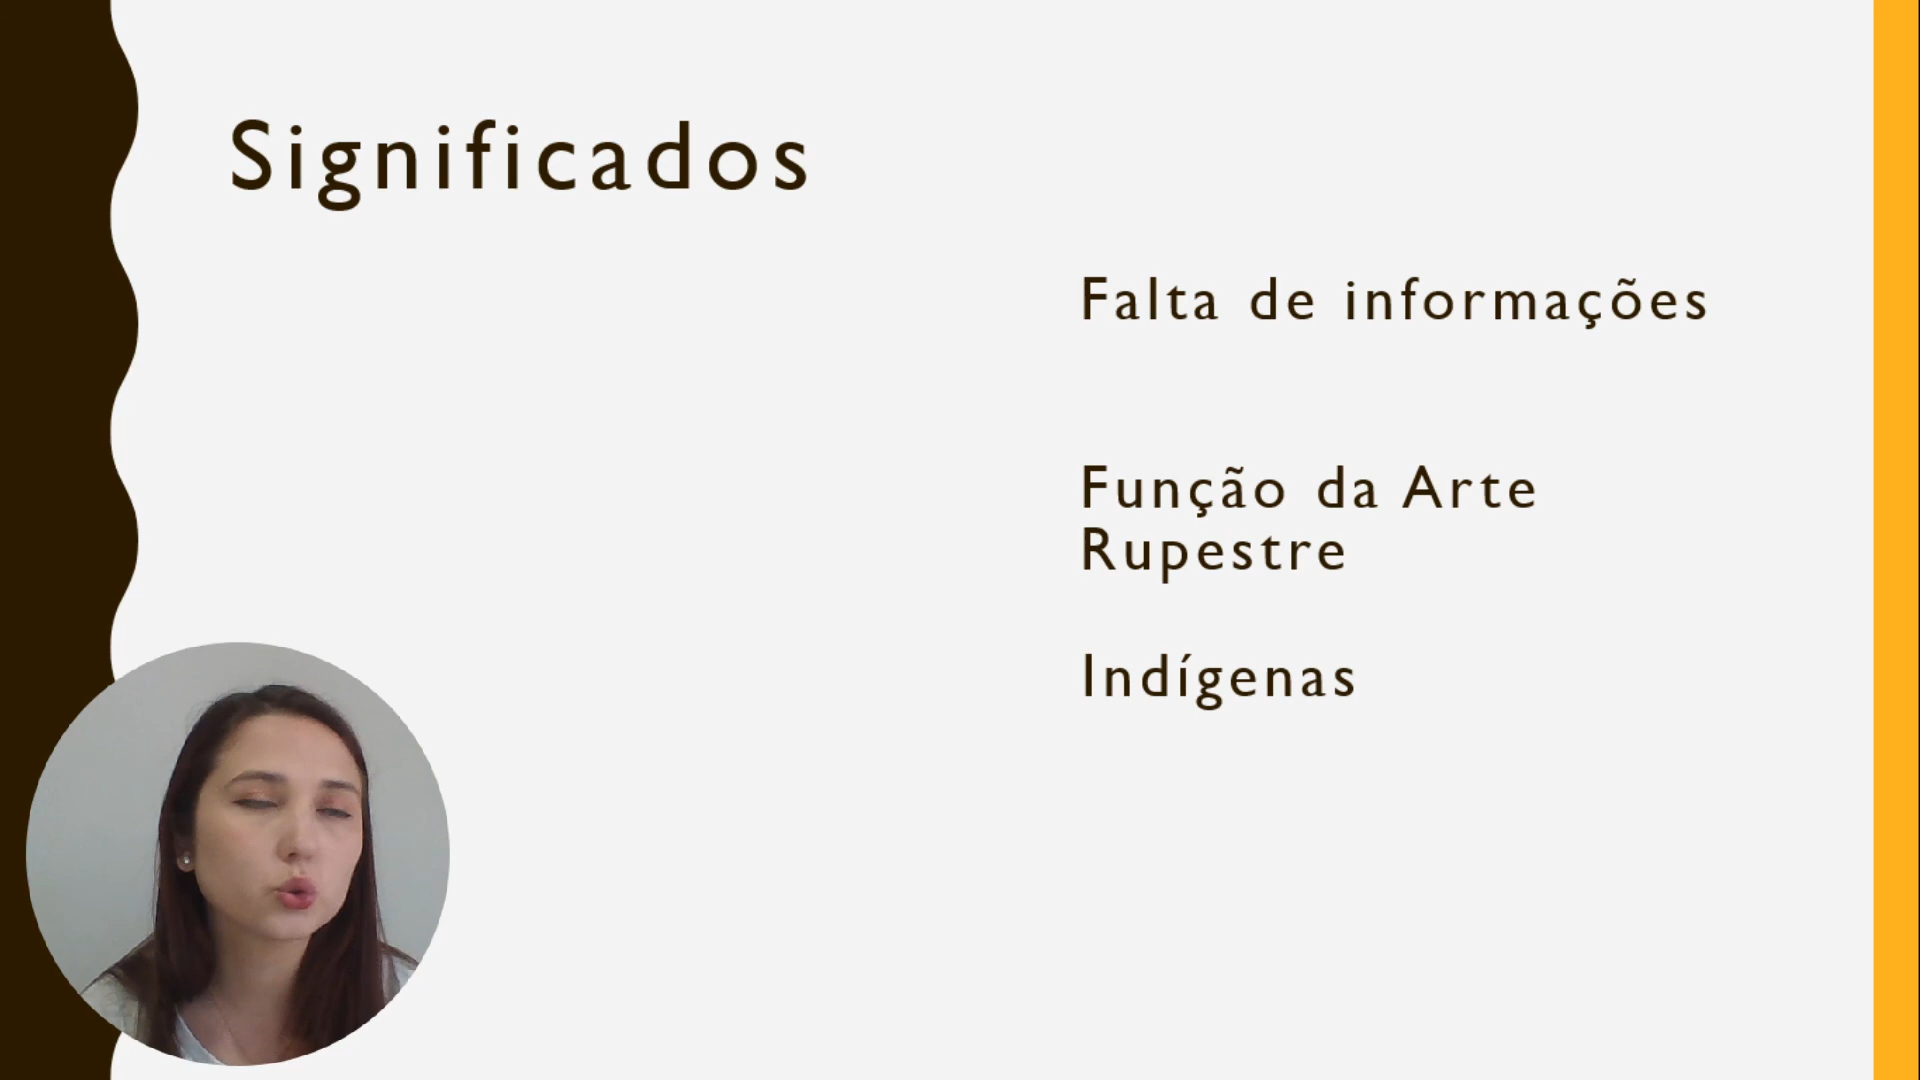 Significados
Falta de informações
Função da Arte
Rupestre
Indígenas